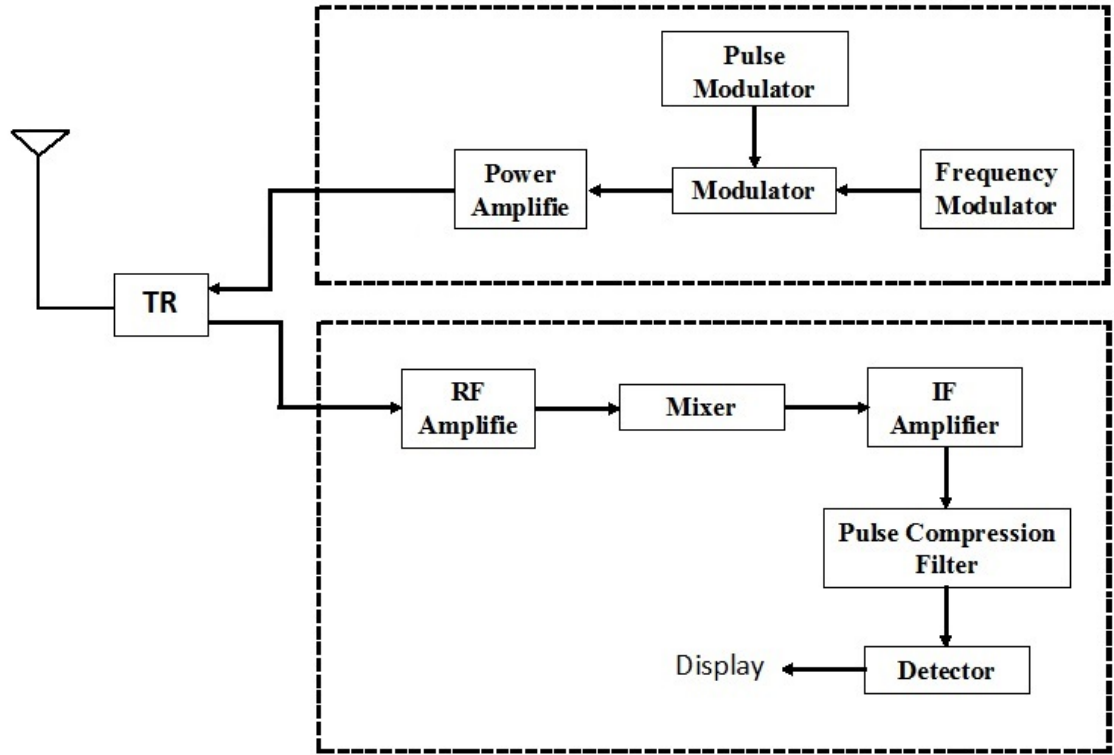 Pulse
Modulator
Power
Amplifie
Modulator
Frequency
Modulator
TR
RF
Amplifie
Mixer
IF
Amplifier
Pulse Compression
Filter
Display
Detector